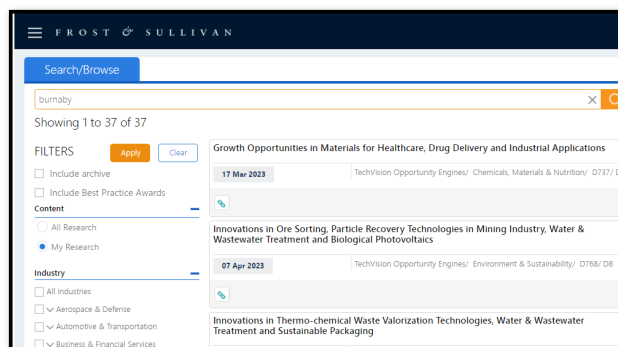 FROST & SULLIVAN
Search/Browse
burnaby
Showing 1 to 37 of 37
FILTERS
Apply
Clear
Include archive
Include Best Practice Awards
Content
All Research
My Research
Industry
All Industries
Aerospace & Defense
Automotive & Transportation
Business & Financial Services
Growth Opportunities in Materials for Healthcare, Drug Delivery and Industrial Applications
17 Mar 2023
TechVision Opportunity Engines/ Chemicals, Materials & Nutrition/ D737/ D
Innovations in Ore Sorting, Particle Recovery Technologies in Mining Industry, Water &
Wastewater Treatment and Biological Photovoltaics
07 Apr 2023
TechVision Opportunity Engines/ Environment & Sustainability/ D768/ D8
Innovations in Thermo-chemical Waste Valorization Technologies, Water & Wastewater
Treatment and Sustainable Packaging